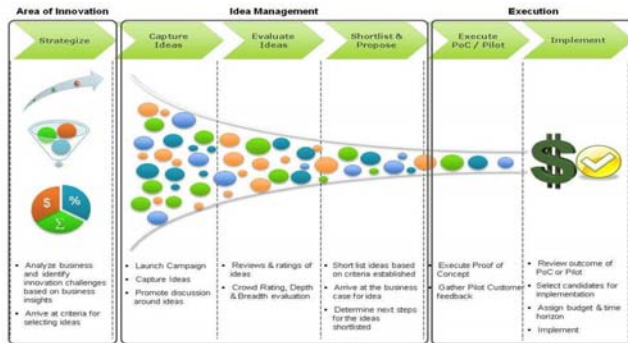 Area of Innovation
Idea Management
Execution
Strategize
Capture
Ideas
Evaluate
Ideas
Shortlist &
Propose
Execute
PoC / Pilot
Implement
$
%
Σ
$
• Analyze business
and identify
innovation challenges
based on business
insights
• Arrive at criteria for
selecting ideas
• Launch Campaign
• Capture Ideas
• Promote discussion
around ideas
• Reviews & ratings of
ideas
• Crowd Rating, Depth
& Breadth evaluation
• Short list ideas based
on criteria established
• Arrive at the business
case for idea
• Determine next steps
for the ideas
shortlisted
• Execute Proof of
Concept
• Gather Pilot Customer
feedback
• Review outcome of
PoC or Pilot
• Select candidates for
implementation
• Assign budget & time
horizon
• Implement